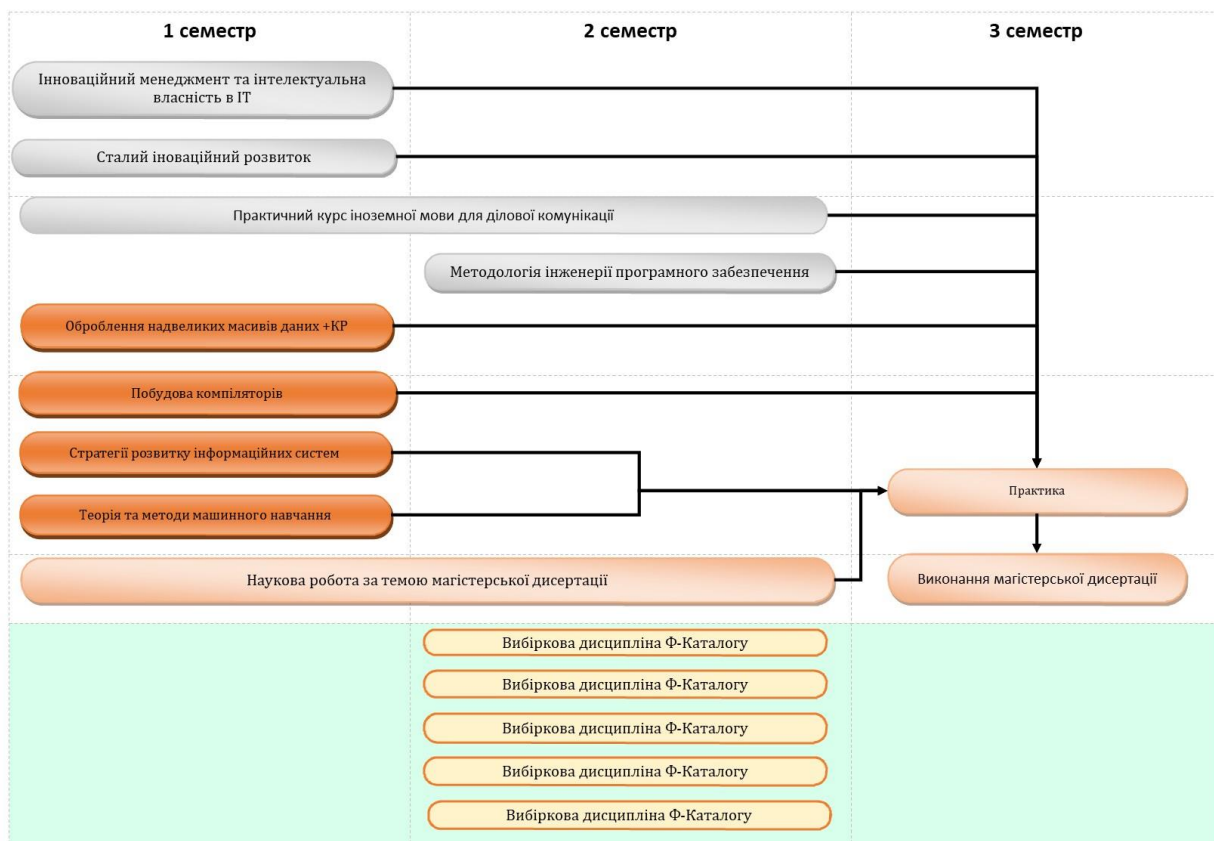 1 семестр
2 семестр
3 семестр
Інноваційний менеджмент та інтелектуальна
власність в ІТ
Сталий іноваційний розвиток
Практичний курс іноземної мови для ділової комунікації
Методологія інженерії програмного забезпечення
Оброблення надвеликих масивів даних +КР
Побудова компіляторів
Стратегії розвитку інформаційних систем
Теорія та методи машинного навчання
Практика
Наукова робота за темою магістерської дисертації
Виконання магістерської дисертації
Вибіркова дисципліна Ф-Каталогу
Вибіркова дисципліна Ф-Каталогу
Вибіркова дисципліна Ф-Каталогу
Вибіркова дисципліна Ф-Каталогу
Вибіркова дисципліна Ф-Каталогу